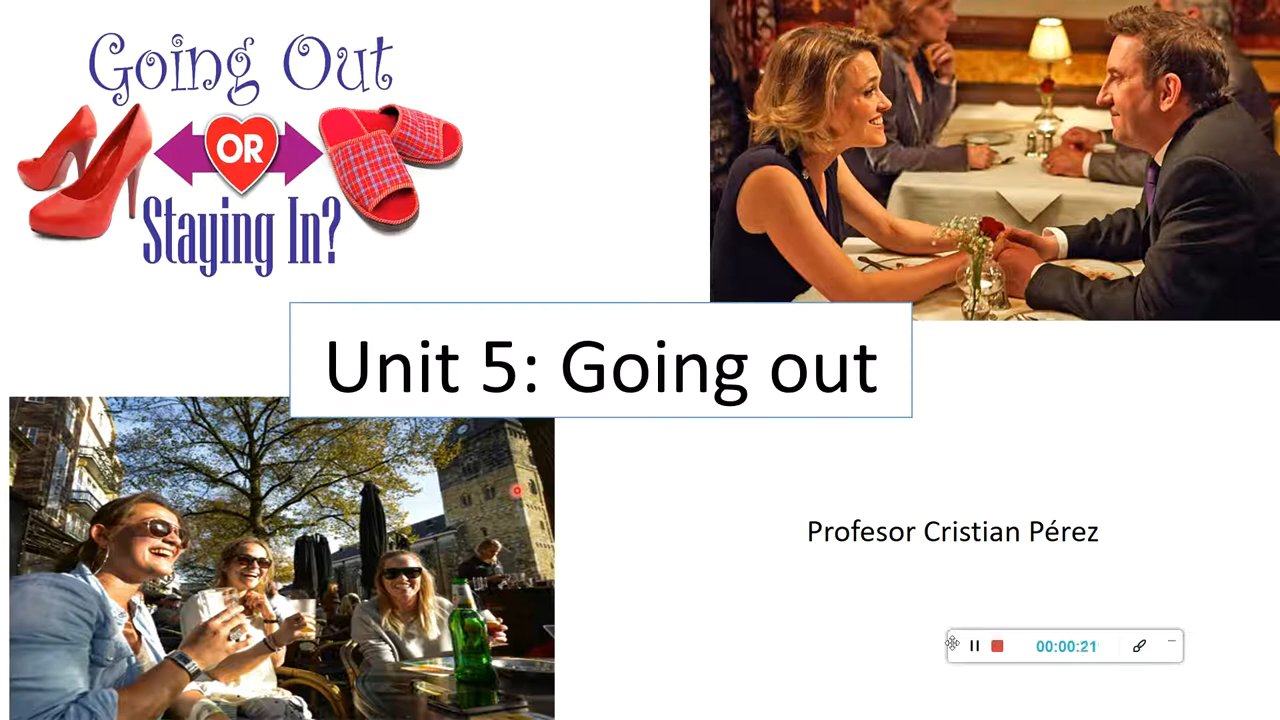 Going Out
OR
Staying In?
Unit 5: Going out
Profesor Cristian Pérez
00:00:21